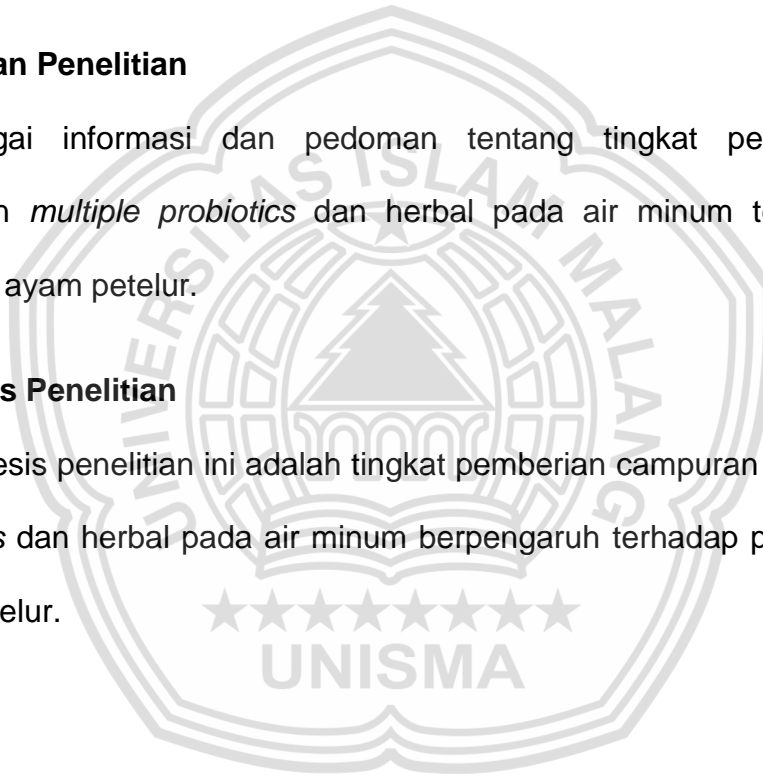 an Penelitian
gai informasi dan pedoman tentang tingkat pe
n multiple probiotics dan herbal pada air minum te
ayam petelur.
s Penelitian
esis penelitian ini adalah tingkat pemberian campuran
s dan herbal pada air minum berpengaruh terhadap p
elur.
UNIVERSITAS ISLAM MALANG
UNISMA